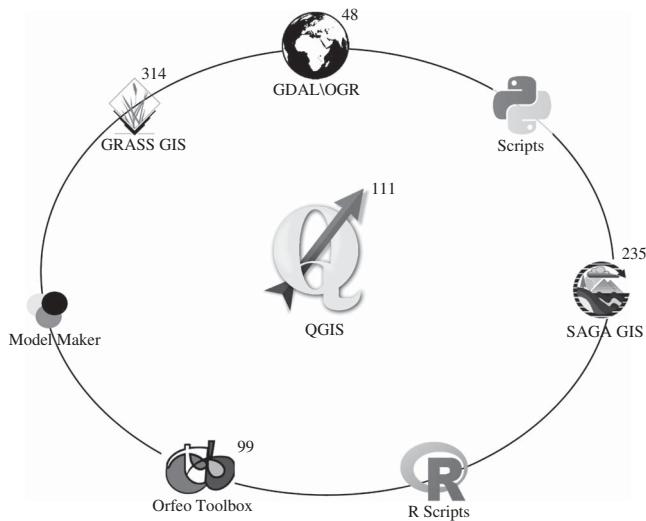 48
GDAL\OGR
314
GRASS GIS
Scripts
111
QGIS
235
SAGA GIS
Model Maker
99
Orfeo Toolbox
R Scripts